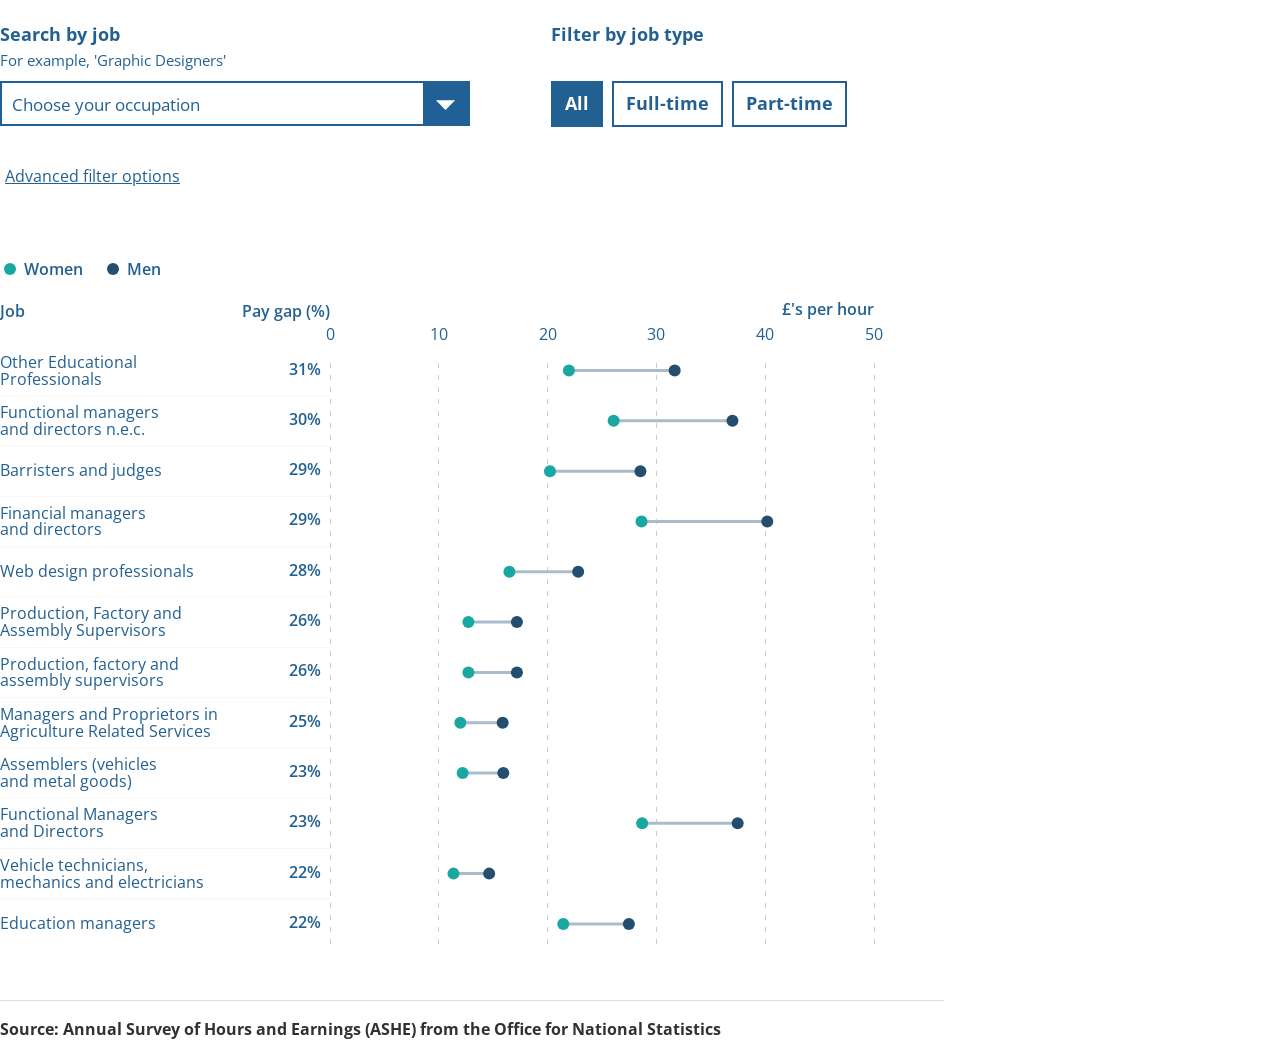 Search by job
For example, 'Graphic Designers'
Choose your occupation
Filter by job type
All
Full-time
Part-time
Advanced filter options
Women
Men
Job
Pay gap (%)
£'s per hour
0
10
20
30
40
50
Other Educational
Professionals
31%
Functional managers
and directors n.e.c.
30%
Barristers and judges
29%
Financial managers
and directors
29%
Web design professionals
28%
Production, Factory and
Assembly Supervisors
26%
Production, factory and
assembly supervisors
26%
Managers and Proprietors in
Agriculture Related Services
25%
Assemblers (vehicles
and metal goods)
23%
Functional Managers
and Directors
23%
Vehicle technicians,
mechanics and electricians
22%
Education managers
22%
Source: Annual Survey of Hours and Earnings (ASHE) from the Office for National Statistics